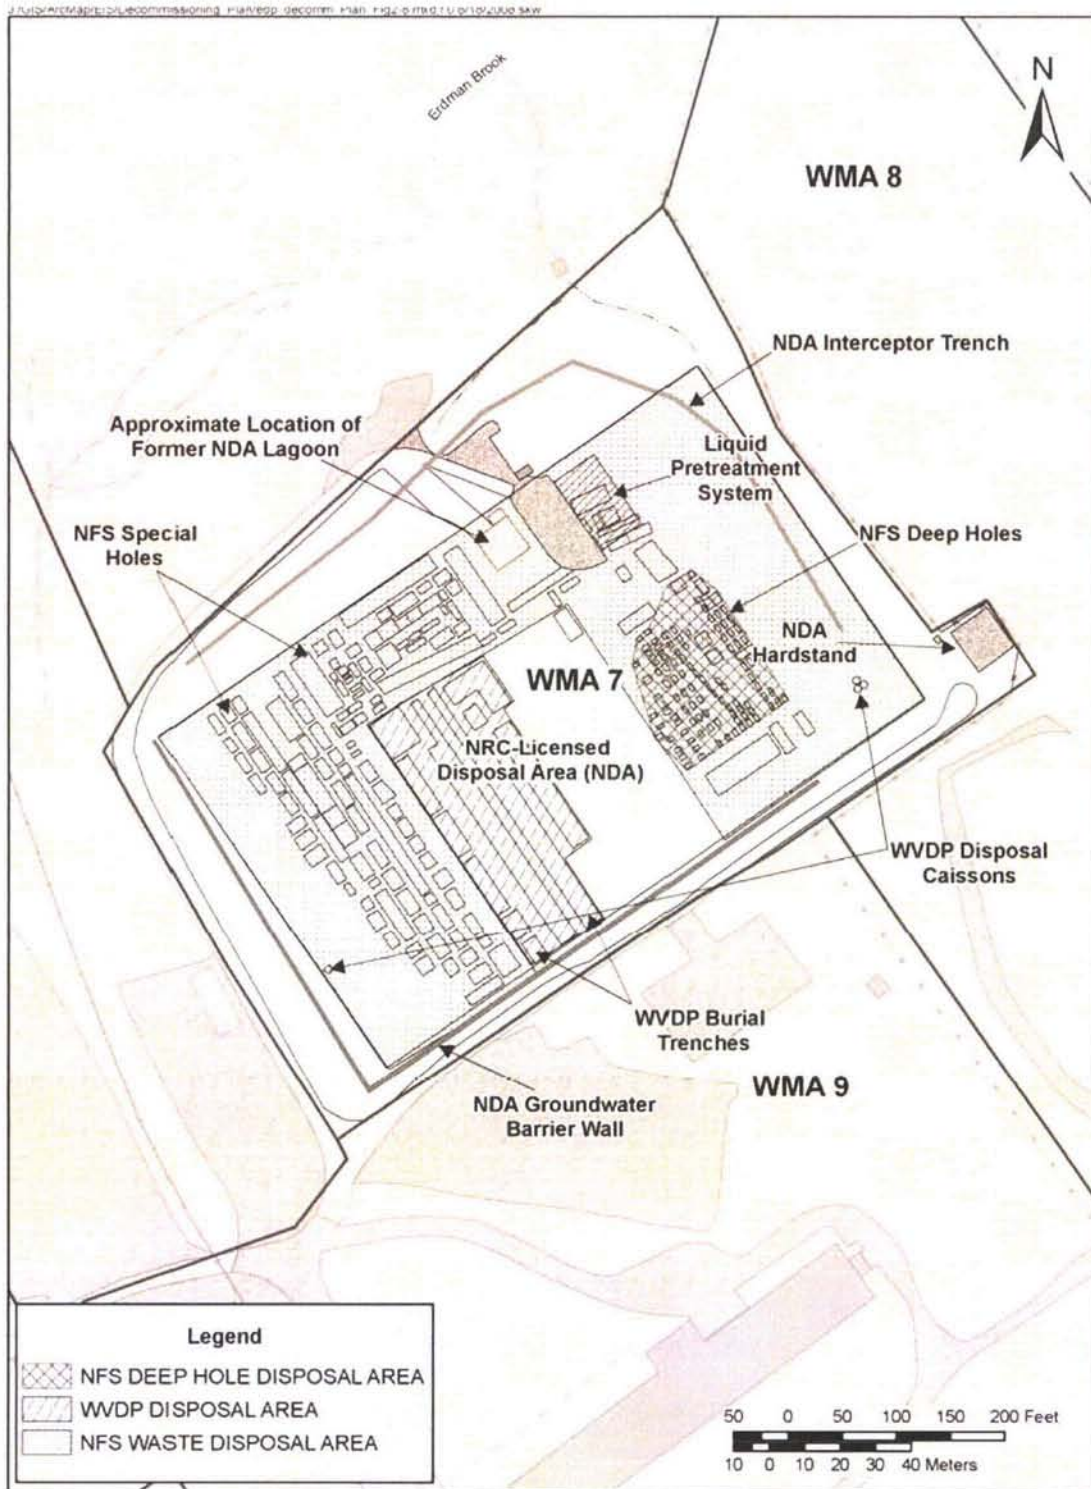 Erdman Brook
N
WMA 8
NDA Interceptor Trench
Approximate Location of
Former NDA Lagoon
Liquid
Pretreatment
System
NFS Special
Holes
NFS Deep Holes
NDA
Hardstand
WMA 7
NRC-Licensed
Disposal Area (NDA)
WVDP Disposal
Caissons
WVDP Burial
Trenches
WMA 9
NDA Groundwater
Barrier Wall
Legend
NFS DEEP HOLE DISPOSAL AREA
WVDP DISPOSAL AREA
NFS WASTE DISPOSAL AREA
50 0 50 100 150 200 Feet
10 0 10 20 30 40 Meters